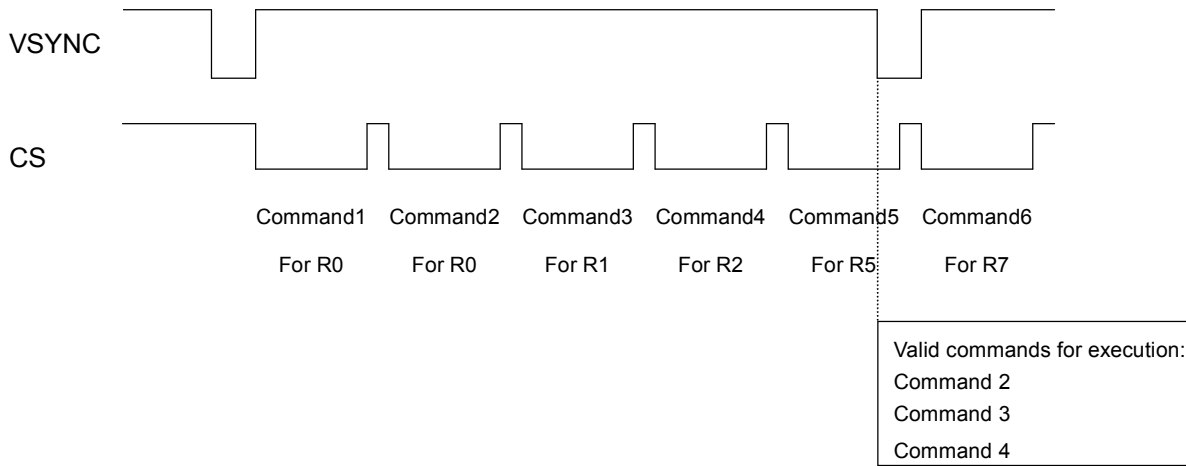 VSYNC
CS
Command1 Command2 Command3 Command4 Command5 Command6
For R0 For R0 For R1 For R2 For R5 For R7
Valid commands for execution:
Command 2
Command 3
Command 4